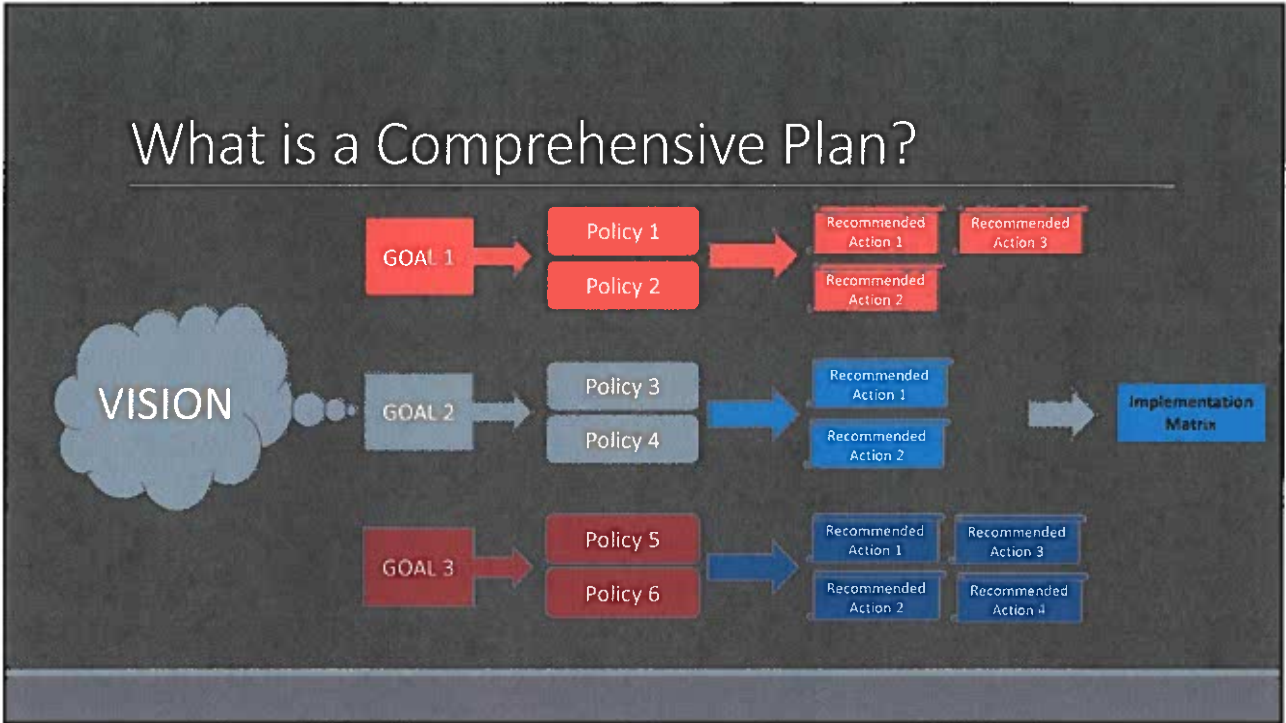 What is a Comprehensive Plan?
VISION
GOAL 1
Policy 1
Policy 2
Recommended
Action 1
Recommended
Action 3
Recommended
Action 2
GOAL 2
Policy 3
Policy 4
Recommended
Action 1
Recommended
Action 2
Implementation
Matrix
GOAL 3
Policy 5
Policy 6
Recommended
Action 1
Recommended
Action 3
Recommended
Action 2
Recommended
Action 4